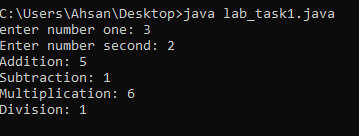 C:\Users\Ahsan\Desktop>java lab_task1.java
enter number one: 3
Enter number second: 2
Addition: 5
Subtraction: 1
Multiplication: 6
Division: 1